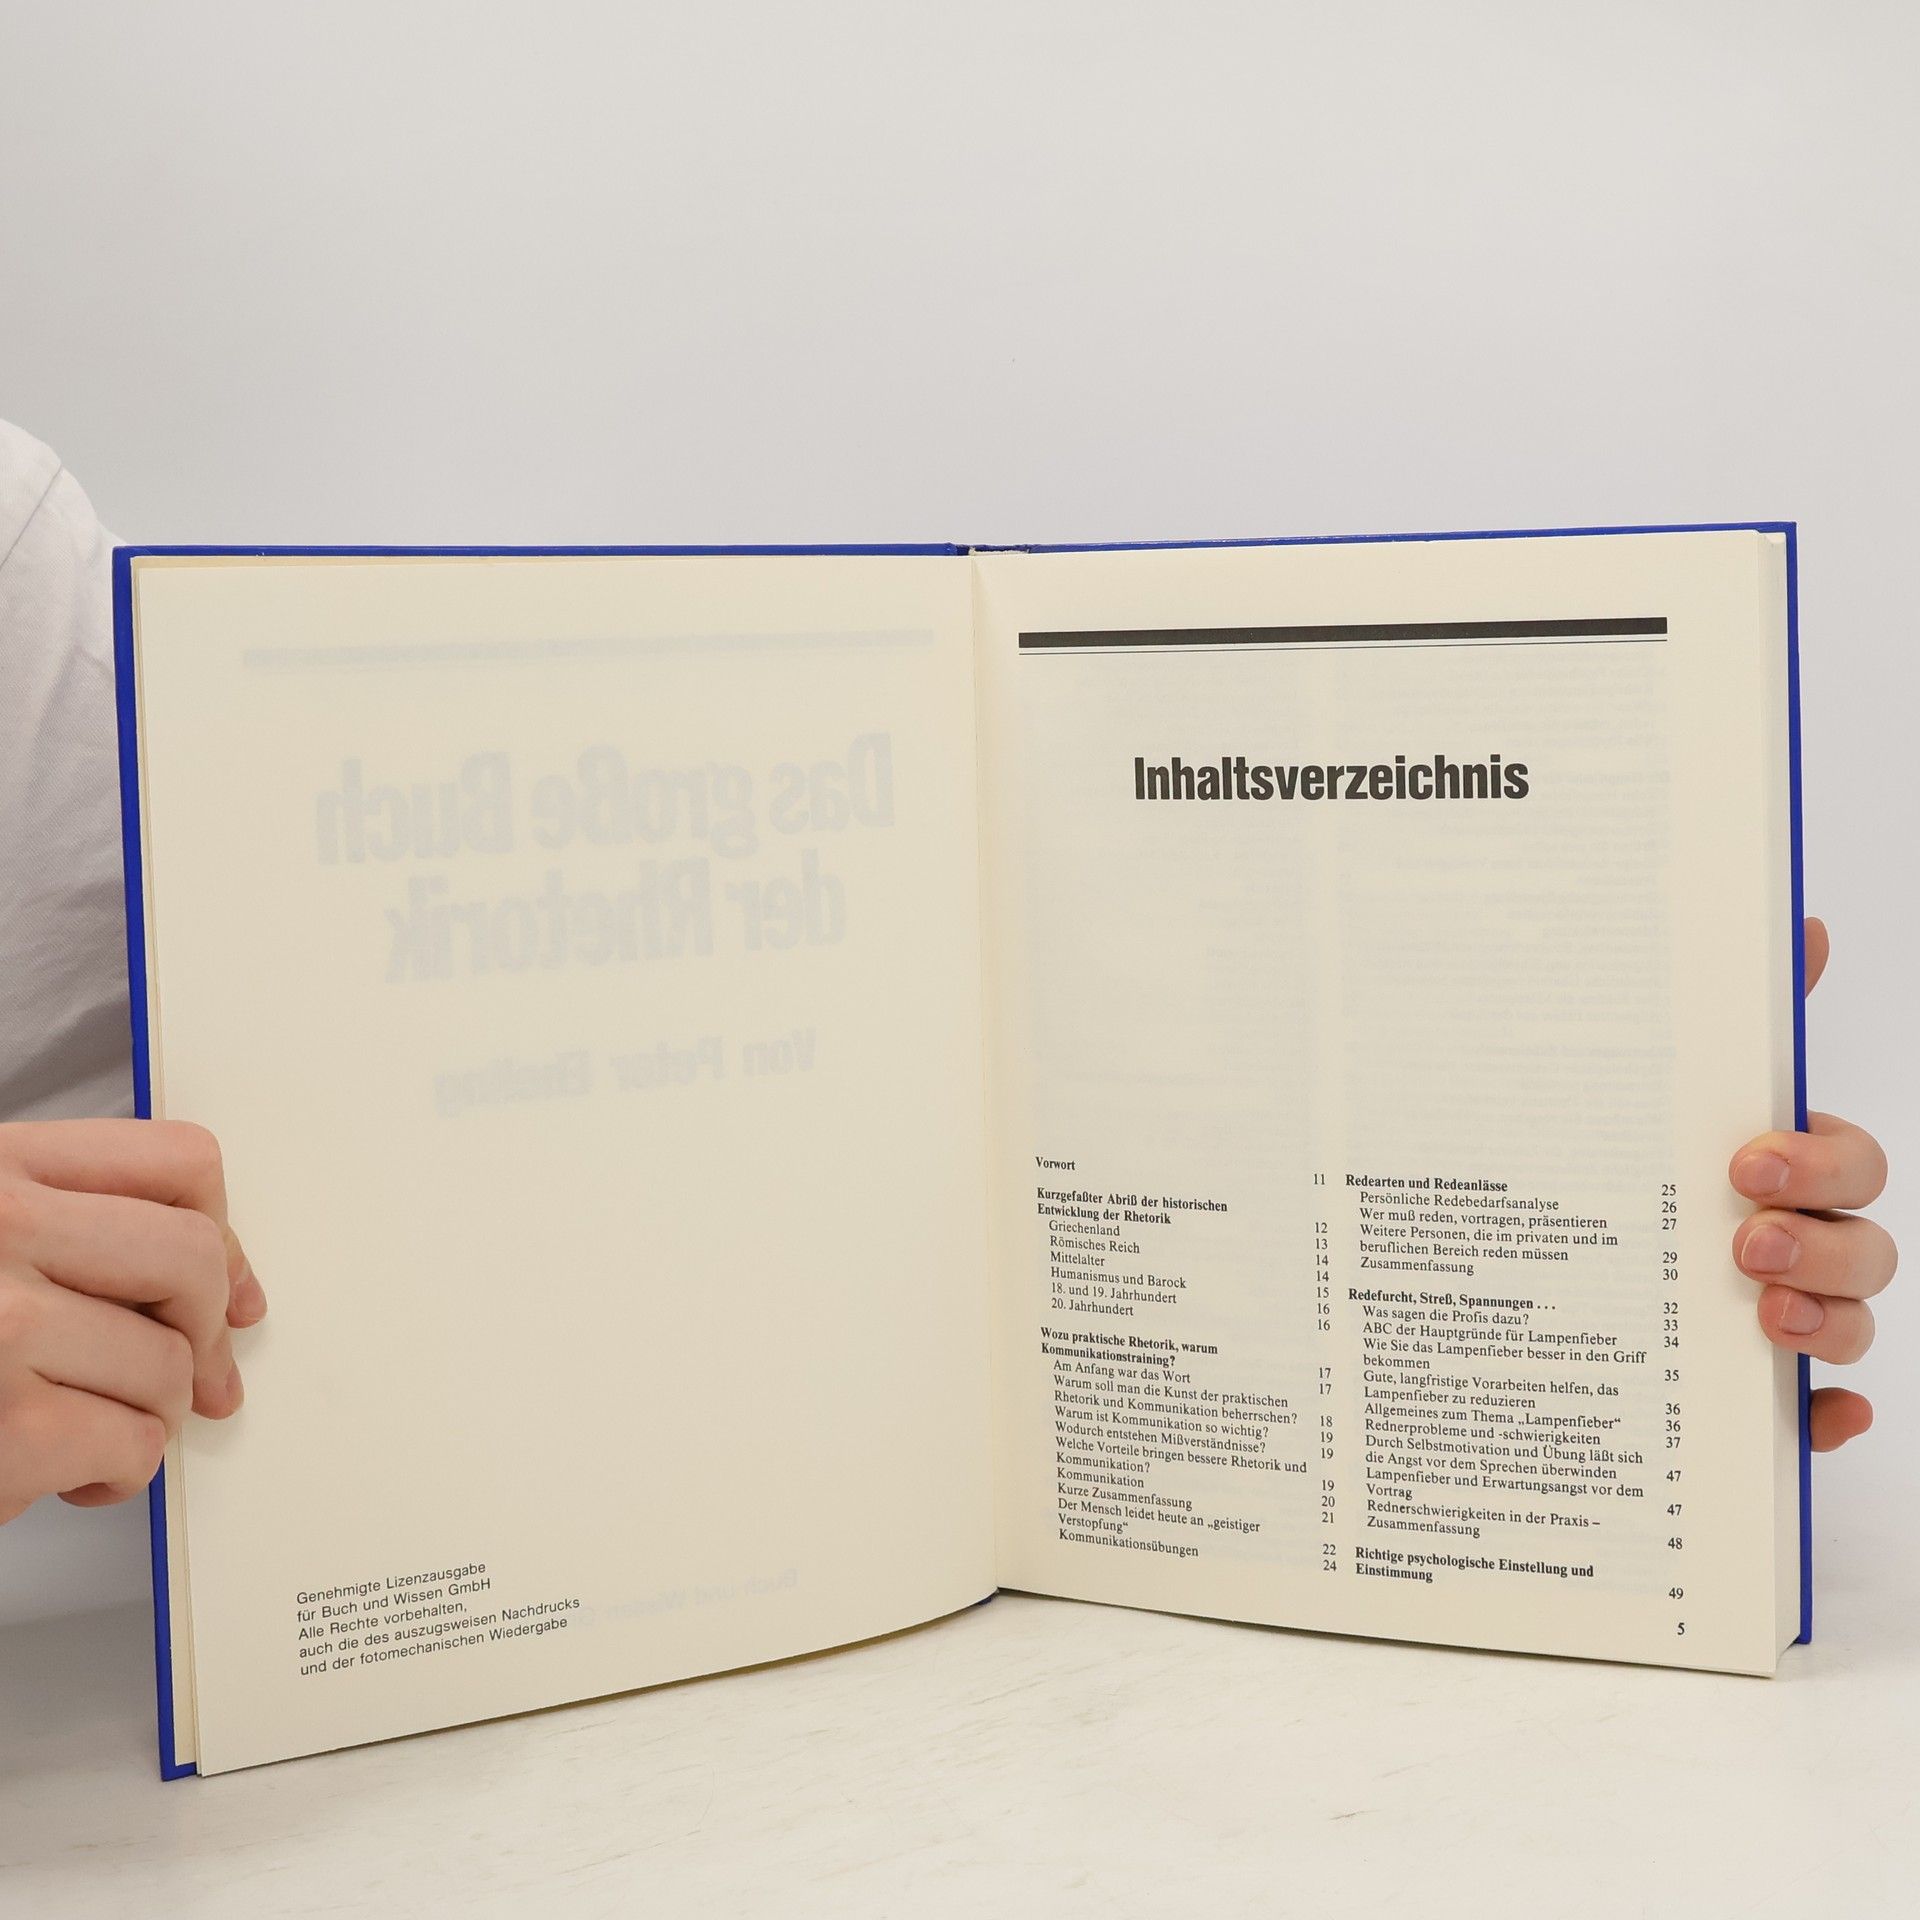 Das große Buch
der Rhetorik
Von Peter Ebeling
Genehmigte Lizenzausgabe
für Buch und Wissen GmbH
Alle Rechte vorbehalten,
auch die des auszugsweisen Nachdrucks
und der fotomechanischen Wiedergabe
Inhaltsverzeichnis
Vorwort 11
Kurzgefaßter Abriß der historischen
Entwicklung der Rhetorik 12
Griechenland 13
Römisches Reich 14
Mittelalter 14
Humanismus und Barock 15
18. und 19. Jahrhundert 16
20. Jahrhundert 16
Wozu praktische Rhetorik, warum
Kommunikationstraining? 17
Am Anfang war das Wort 17
Warum soll man die Kunst der praktischen
Rhetorik und Kommunikation beherrschen? 18
Warum ist Kommunikation so wichtig? 19
Wodurch entstehen Mißverständnisse? 19
Welche Vorteile bringen bessere Rhetorik und
Kommunikation? 19
Kommunikation 20
Kurze Zusammenfassung 21
Der Mensch leidet heute an „geistiger
Verstopfung“ 22
Kommunikationsübungen 24
Redearten und Redeanlässe 25
Persönliche Redebedarfsanalyse 26
Wer muß reden, vortragen, präsentieren 27
Weitere Personen, die im privaten und im
beruflichen Bereich reden müssen 29
Zusammenfassung 30
Redefurcht, Streß, Spannungen . . . 32
Was sagen die Profis dazu? 33
ABC der Hauptgründe für Lampenfieber 34
Wie Sie das Lampenfieber besser in den Griff
bekommen 35
Gute, langfristige Vorarbeiten helfen, das
Lampenfieber zu reduzieren 36
Allgemeines zum Thema „Lampenfieber“ 36
Rednerprobleme und -schwierigkeiten 37
Durch Selbstmotivation und Übung läßt sich
die Angst vor dem Sprechen überwinden 47
Lampenfieber und Erwartungsangst vor dem
Vortrag 47
Rednerschwierigkeiten in der Praxis –
Zusammenfassung 48
Richtige psychologische Einstellung und
Einstimmung 49
5